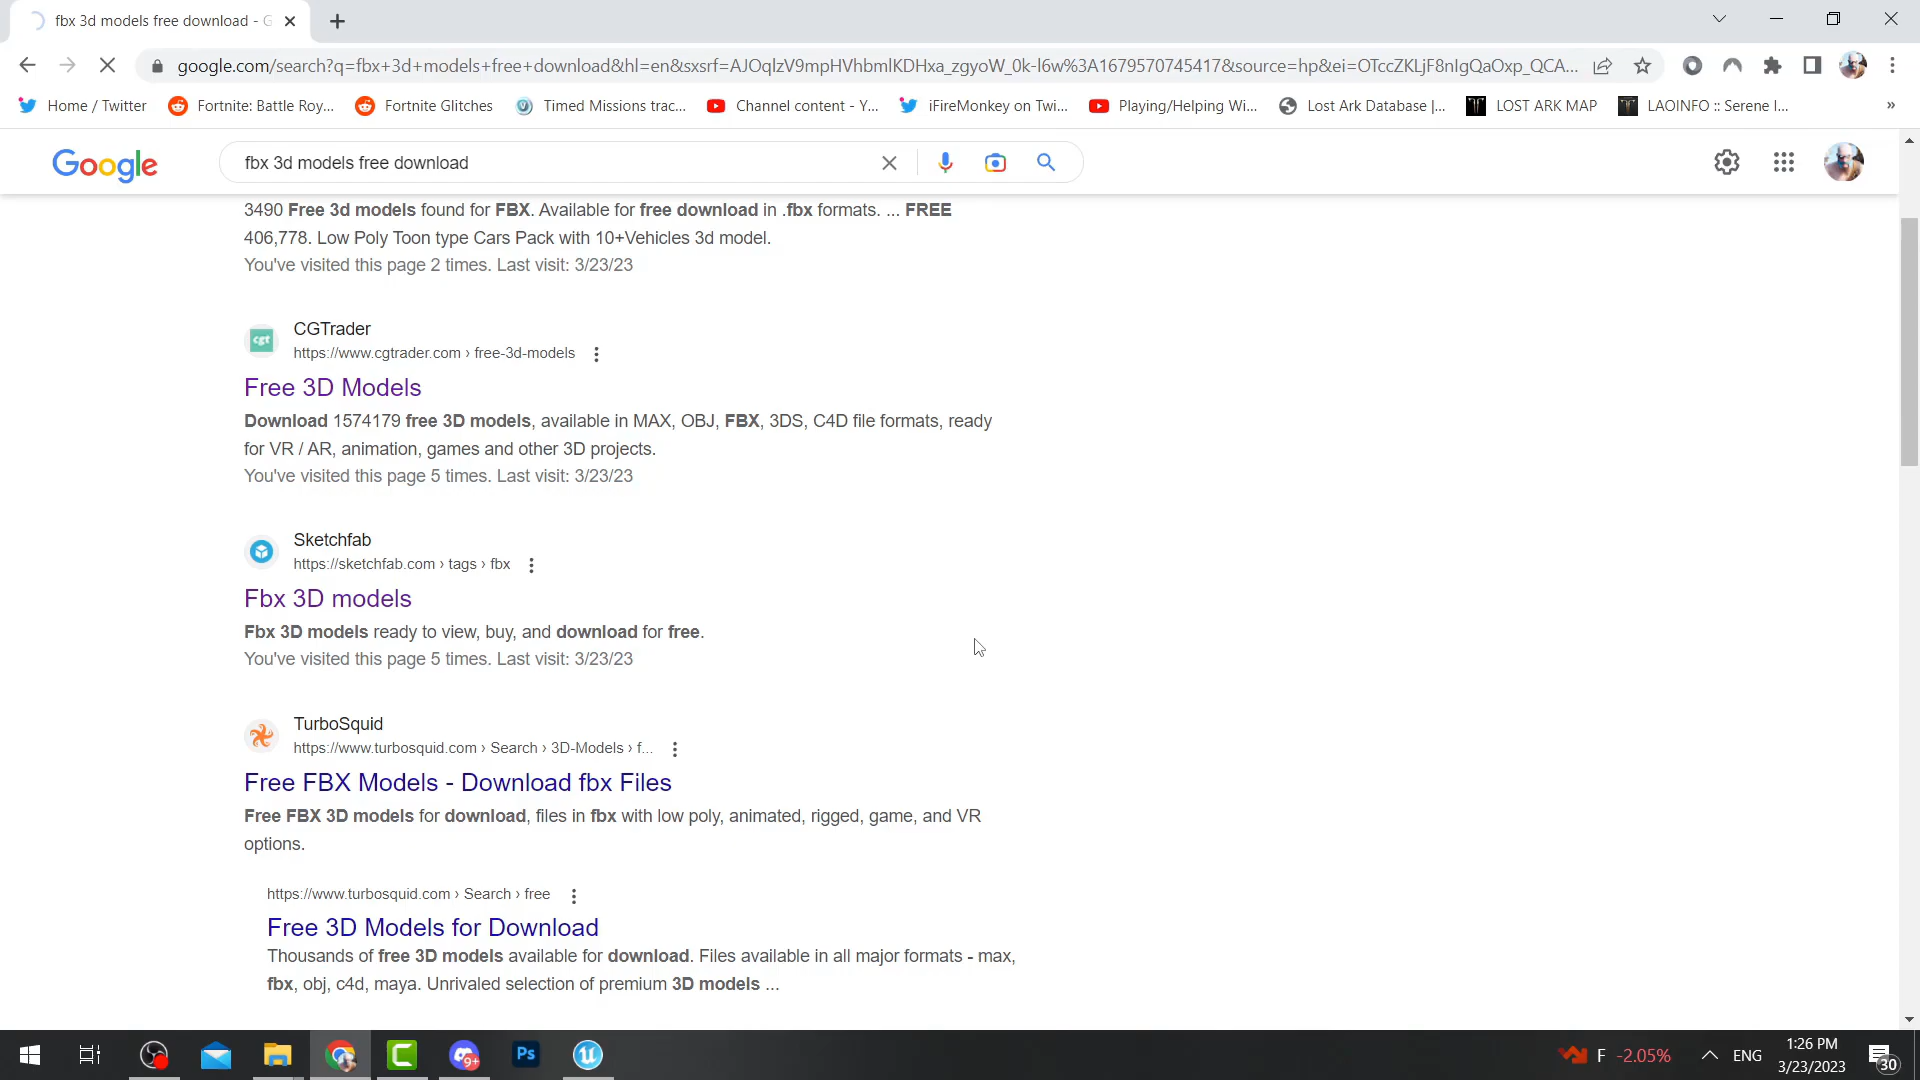 fbx 3d models free download - G
google.com/search?q=fbx+3d+models+free+download&hl=en&sxsrf=AJOqlzV9mpHVhbmlKDHxa_zgyoW_0k-l6w%3A1679570745417&source=hp&ei=OTccZKLjF8nIgQaOxp_QCA...
Home / Twitter
Fortnite: Battle Roy...
Fortnite Glitches
Timed Missions trac...
Channel content - Y...
iFireMonkey on Twi...
Playing/Helping Wi...
Lost Ark Database |...
LOST ARK MAP
LAOINFO :: Serene I...
»
Google
fbx 3d models free download
3490 Free 3d models found for FBX. Available for free download in .fbx formats. ... FREE
406,778. Low Poly Toon type Cars Pack with 10+Vehicles 3d model.
You've visited this page 2 times. Last visit: 3/23/23
cgt
CGTrader
https://www.cgtrader.com › free-3d-models
Free 3D Models
Download 1574179 free 3D models, available in MAX, OBJ, FBX, 3DS, C4D file formats, ready
for VR / AR, animation, games and other 3D projects.
You've visited this page 5 times. Last visit: 3/23/23
Sketchfab
https://sketchfab.com › tags › fbx
Fbx 3D models
Fbx 3D models ready to view, buy, and download for free.
You've visited this page 5 times. Last visit: 3/23/23
TurboSquid
https://www.turbosquid.com › Search › 3D-Models › f...
Free FBX Models - Download fbx Files
Free FBX 3D models for download, files in fbx with low poly, animated, rigged, game, and VR
options.
https://www.turbosquid.com › Search › free
Free 3D Models for Download
Thousands of free 3D models available for download. Files available in all major formats - max,
fbx, obj, c4d, maya. Unrivaled selection of premium 3D models ...
9+
Ps
F -2.05%
ENG
1:26 PM
3/23/2023
30